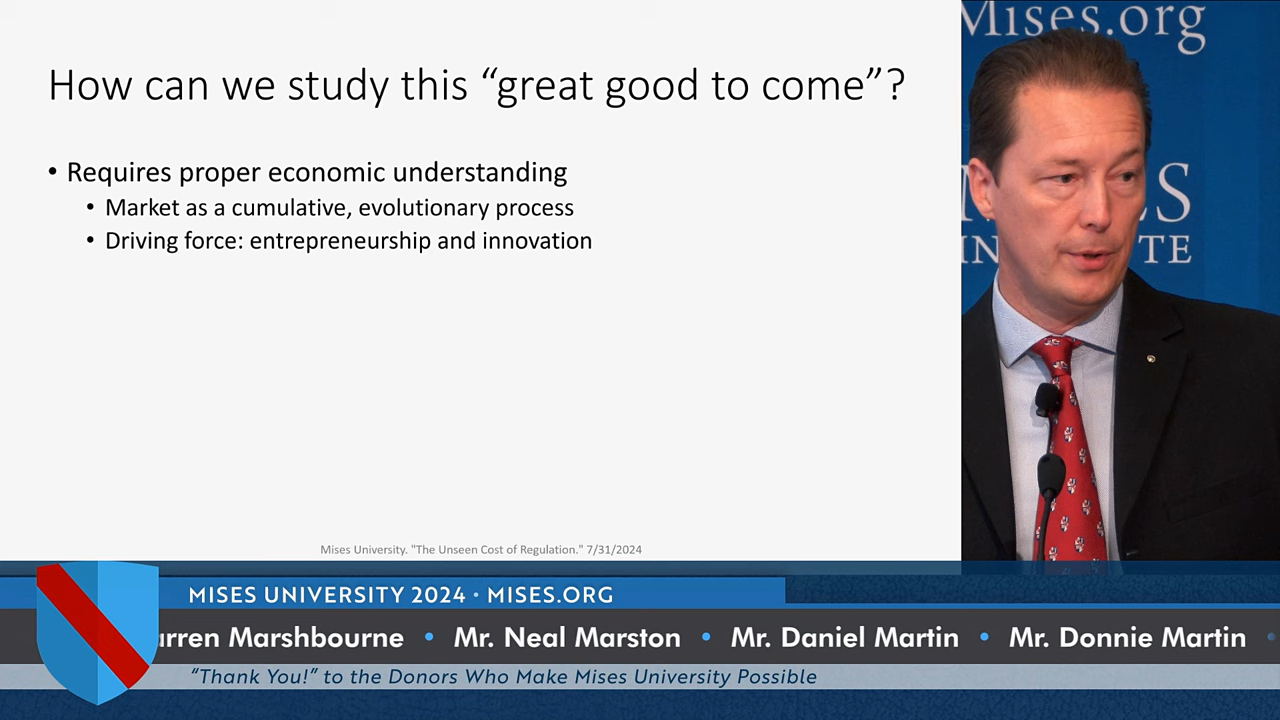 How can we study this “great good to come”?
• Requires proper economic understanding
• Market as a cumulative, evolutionary process
• Driving force: entrepreneurship and innovation
Mises University. "The Unseen Cost of Regulation." 7/31/2024
Mises.org
MISES UNIVERSITY 2024 • MISES.ORG
arren Marshbourne • Mr. Neal Marston • Mr. Daniel Martin • Mr. Donnie Martin
“Thank You!” to the Donors Who Make Mises University Possible